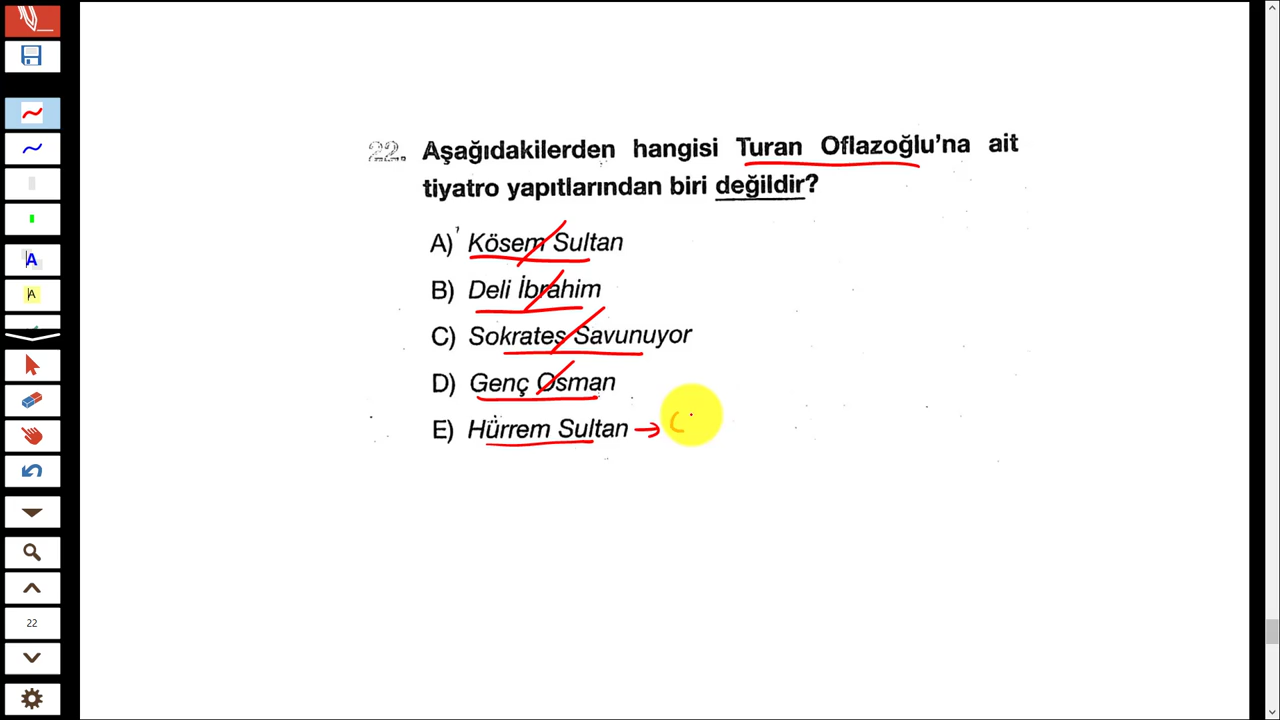 22. Aşağıdakilerden hangisi Turan Oflazoğlu'na ait
tiyatro yapıtlarından biri değildir?
A) Kösem Sultan
B) Deli İbrahim
C) Sokrates Savunuyor
D) Genç Osman
E) Hürrem Sultan → C
A
A
22